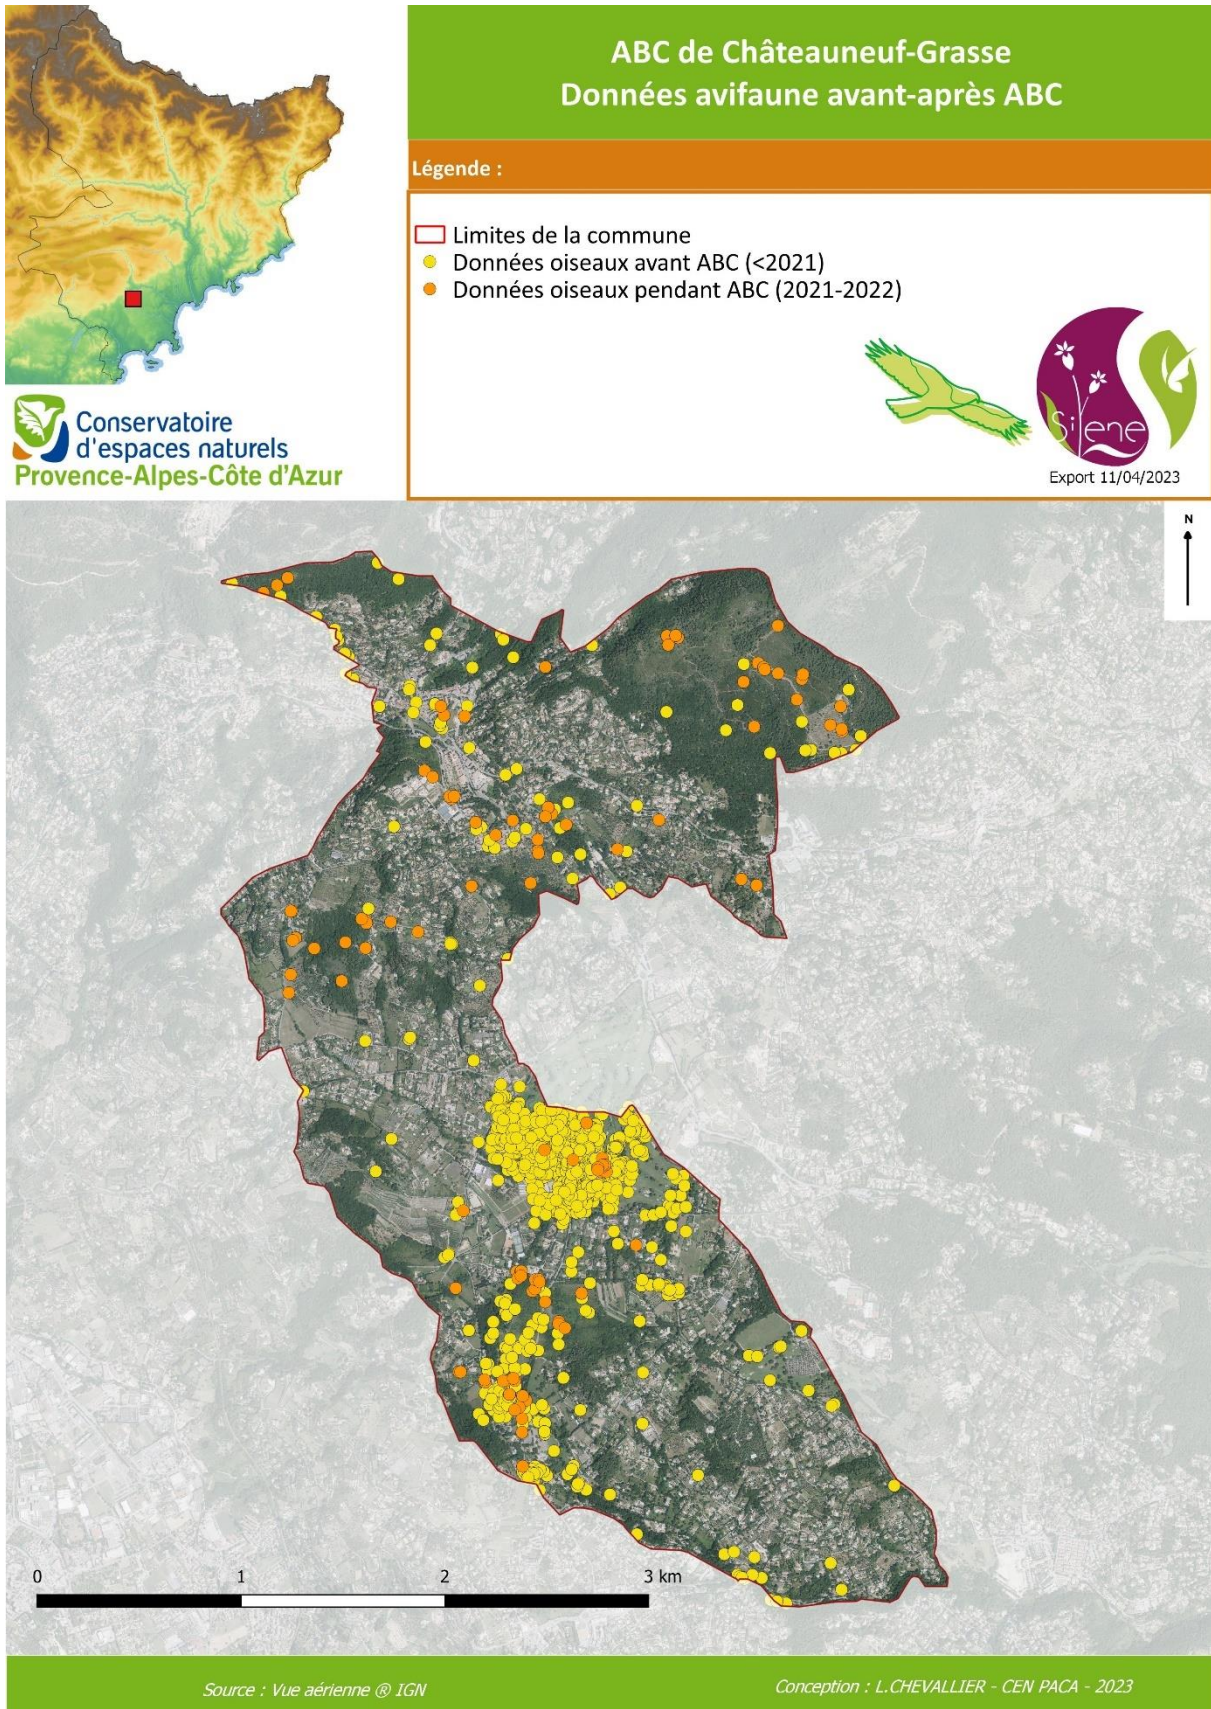 ABC de Châteauneuf-Grasse
Données avifaune avant-après ABC
Légende :
Limites de la commune
Données oiseaux avant ABC (<2021)
Données oiseaux pendant ABC (2021-2022)
Conservatoire
d'espaces naturels
Provence-Alpes-Côte d'Azur
Silene
Export 11/04/2023
N
0 1 2 3 km
Source : Vue aérienne ® IGN
Conception : L.CHEVALLIER - CEN PACA - 2023